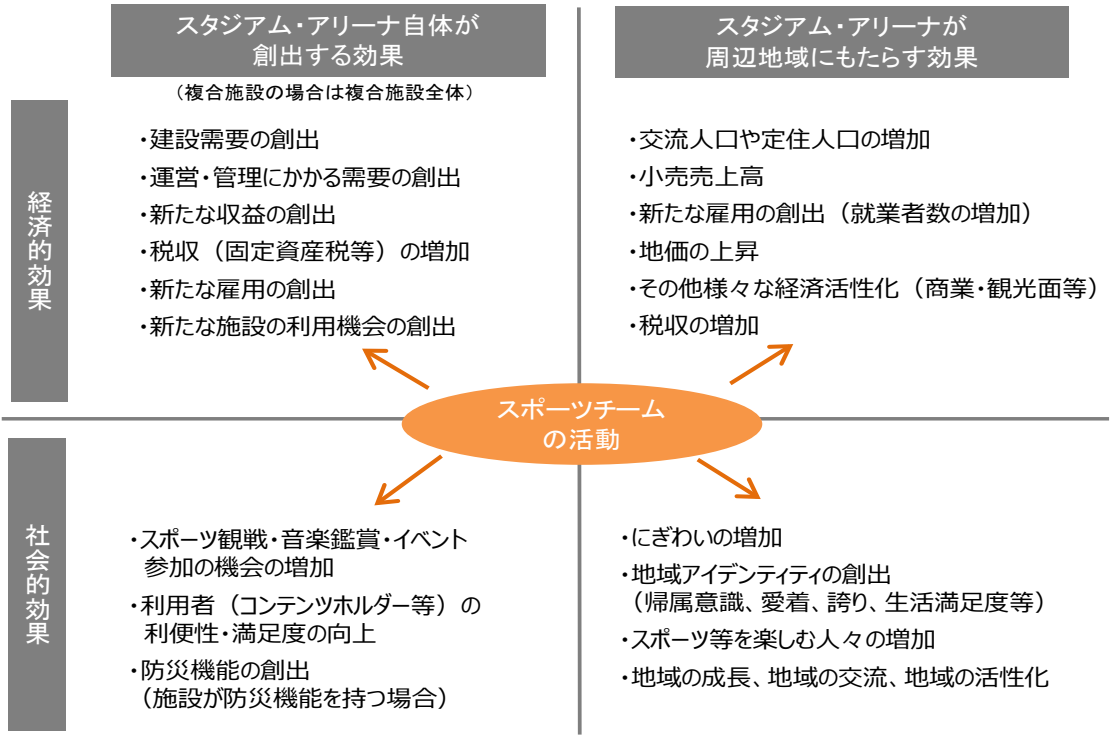 スタジアム・アリーナ自体が
創出する効果
（複合施設の場合は複合施設全体）
スタジアム・アリーナが
周辺地域にもたらす効果
経済的効果
・建設需要の創出
・運営・管理にかかる需要の創出
・新たな収益の創出
・税収（固定資産税等）の増加
・新たな雇用の創出
・新たな施設の利用機会の創出
・交流人口や定住人口の増加
・小売売上高
・新たな雇用の創出（就業者数の増加）
・地価の上昇
・その他様々な経済活性化（商業・観光面等）
・税収の増加
スポーツチーム
の活動
社会的効果
・スポーツ観戦・音楽鑑賞・イベント
参加の機会の増加
・利用者（コンテンツホルダー等）の
利便性・満足度の向上
・防災機能の創出
（施設が防災機能を持つ場合）
・にぎわいの増加
・地域アイデンティティの創出
（帰属意識、愛着、誇り、生活満足度等）
・スポーツ等を楽しむ人々の増加
・地域の成長、地域の交流、地域の活性化